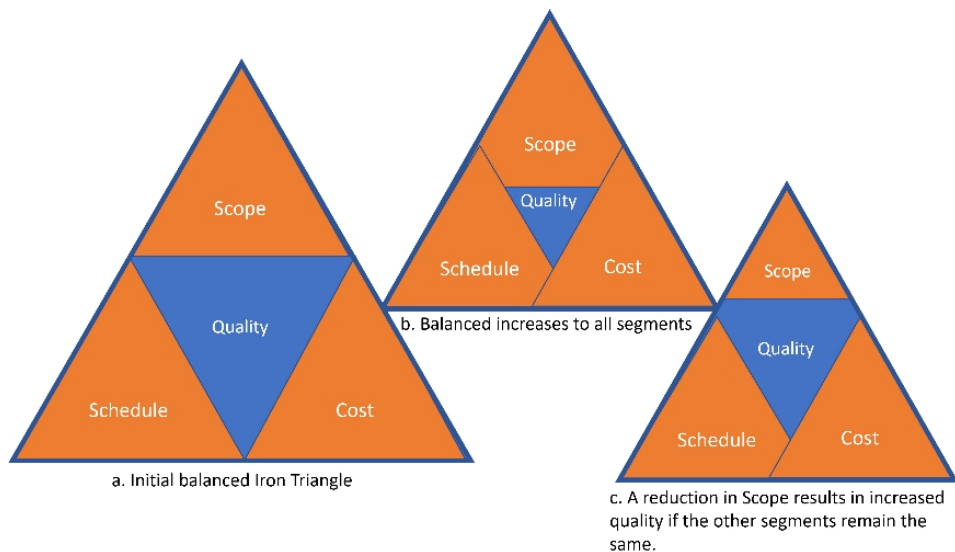 Scope
Quality
Schedule
Cost
a. Initial balanced Iron Triangle
Scope
Quality
Schedule
Cost
b. Balanced increases to all segments
Scope
Quality
Schedule
Cost
c. A reduction in Scope results in increased
quality if the other segments remain the
same.